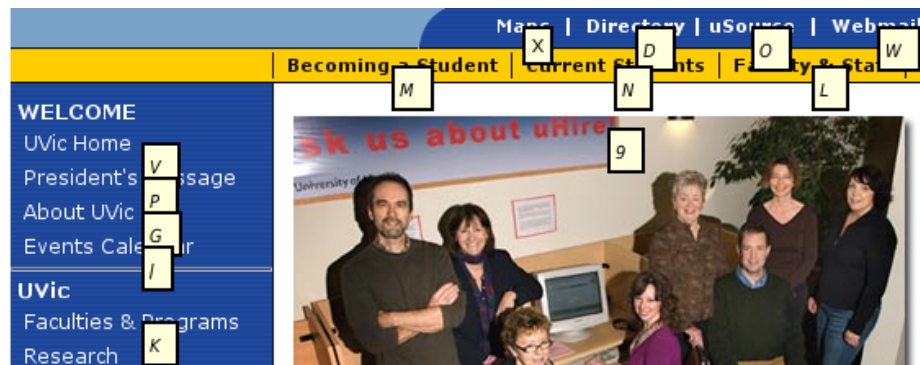 Maps | Directory | uSource | Webmail
X D O W
Becoming a Student | Current Students | Faculty & Staff
M N L
WELCOME
UVic Home
V
President's Message
P
About UVic
G
Events Calendar
I
UVic
Faculties & Programs
K
Research
sk us about uHire!
9
University of